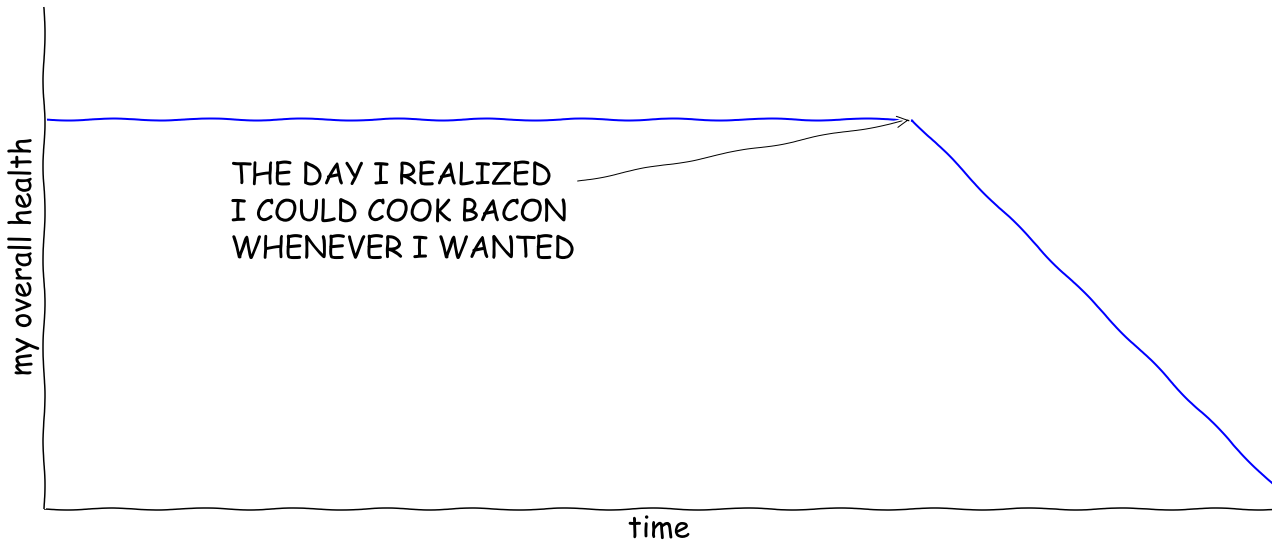 my overall health
THE DAY I REALIZED
I COULD COOK BACON
WHENEVER I WANTED
time